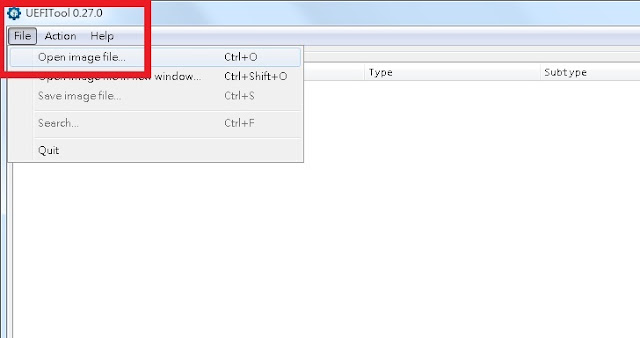 UEFITool 0.27.0
File Action Help
Open image file... Ctrl+O
Open image file in new window... Ctrl+Shift+O
Save image file... Ctrl+S
Search... Ctrl+F
Quit
Type Subtype